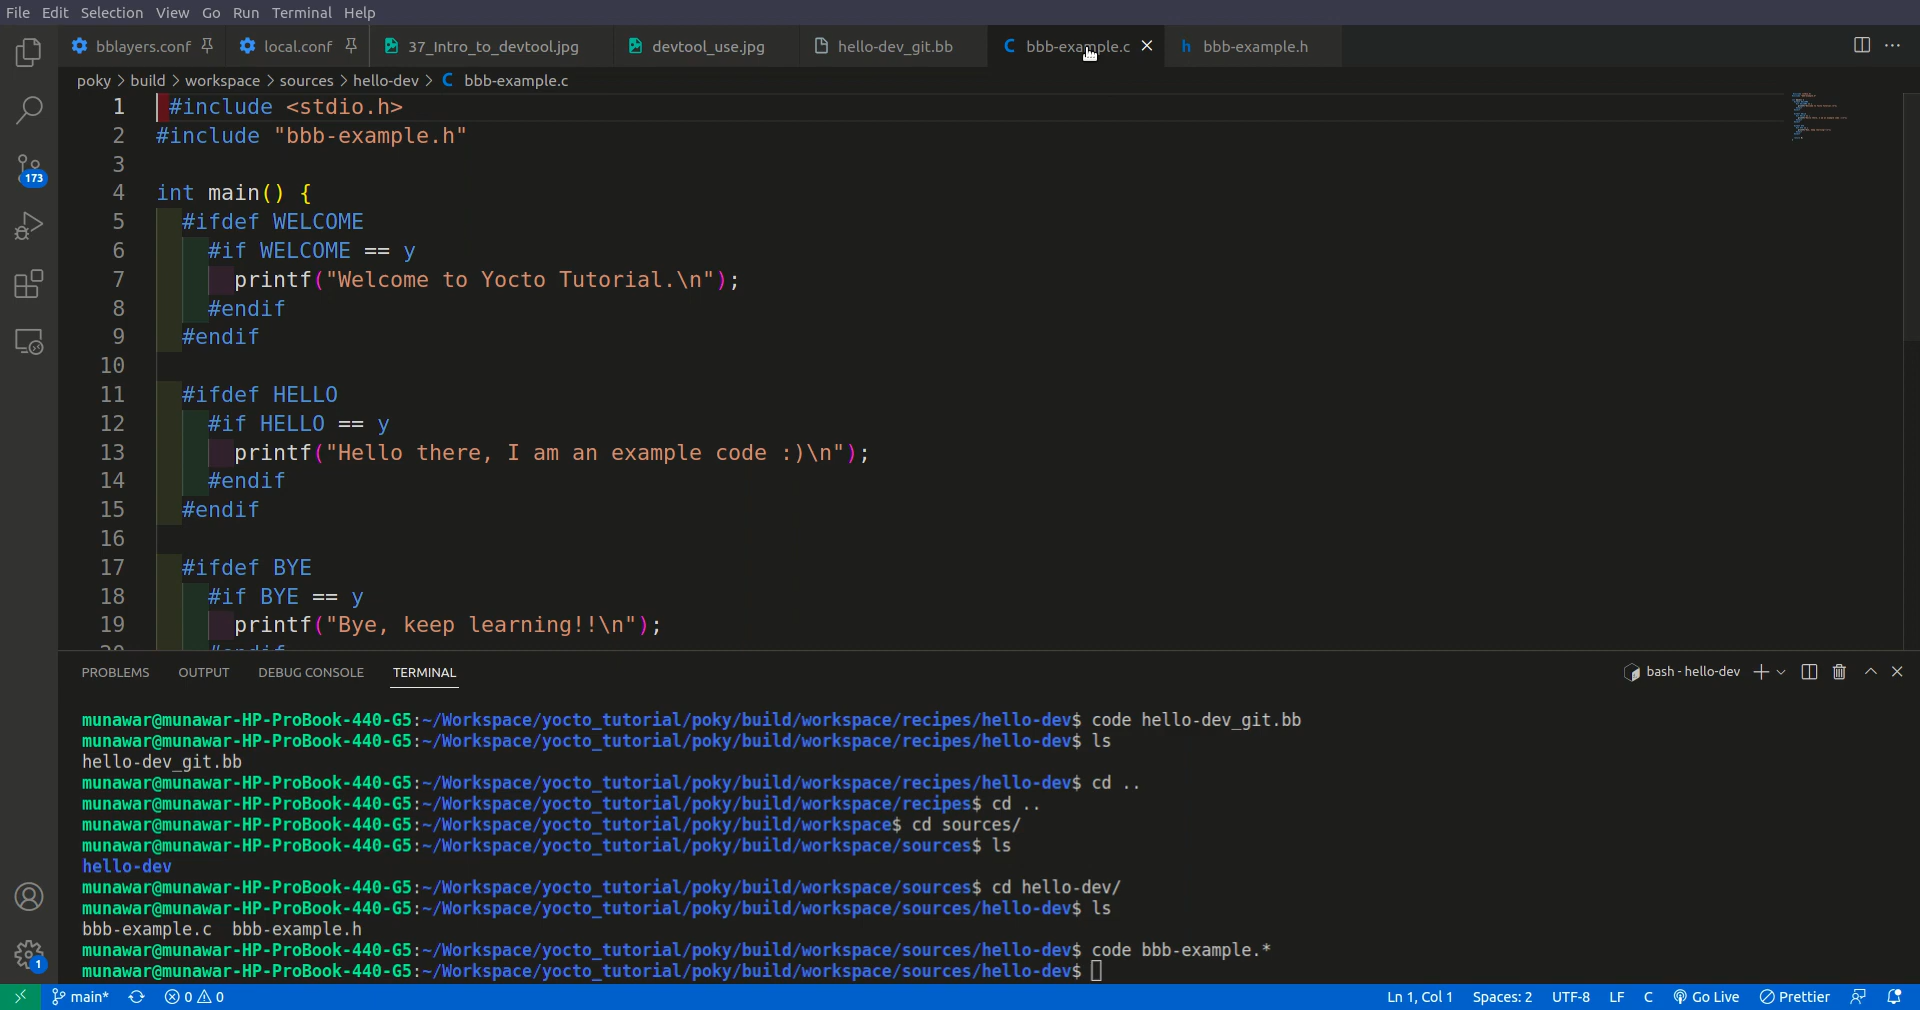 File Edit Selection View Go Run Terminal Help
bblayers.conf local.conf 37_Intro_to_devtool.jpg devtool_use.jpg hello-dev_git.bb C bbb-example.c h bbb-example.h
poky > build > workspace > sources > hello-dev > C bbb-example.c
1 #include <stdio.h>
2 #include "bbb-example.h"
3
4 int main() {
5 #ifdef WELCOME
6 #if WELCOME == y
7 printf("Welcome to Yocto Tutorial.\n");
8 #endif
9 #endif
10
11 #ifdef HELLO
12 #if HELLO == y
13 printf("Hello there, I am an example code :)\n");
14 #endif
15 #endif
16
17 #ifdef BYE
18 #if BYE == y
19 printf("Bye, keep learning!!\n");
20 #endif
173
PROBLEMS OUTPUT DEBUG CONSOLE TERMINAL bash - hello-dev
munawar@munawar-HP-ProBook-440-G5:~/Workspace/yocto_tutorial/poky/build/workspace/recipes/hello-dev$ code hello-dev_git.bb
munawar@munawar-HP-ProBook-440-G5:~/Workspace/yocto_tutorial/poky/build/workspace/recipes/hello-dev$ ls
hello-dev_git.bb
munawar@munawar-HP-ProBook-440-G5:~/Workspace/yocto_tutorial/poky/build/workspace/recipes/hello-dev$ cd ..
munawar@munawar-HP-ProBook-440-G5:~/Workspace/yocto_tutorial/poky/build/workspace/recipes$ cd ..
munawar@munawar-HP-ProBook-440-G5:~/Workspace/yocto_tutorial/poky/build/workspace$ cd sources/
munawar@munawar-HP-ProBook-440-G5:~/Workspace/yocto_tutorial/poky/build/workspace/sources$ ls
hello-dev
munawar@munawar-HP-ProBook-440-G5:~/Workspace/yocto_tutorial/poky/build/workspace/sources$ cd hello-dev/
munawar@munawar-HP-ProBook-440-G5:~/Workspace/yocto_tutorial/poky/build/workspace/sources/hello-dev$ ls
bbb-example.c bbb-example.h
munawar@munawar-HP-ProBook-440-G5:~/Workspace/yocto_tutorial/poky/build/workspace/sources/hello-dev$ code bbb-example.*
munawar@munawar-HP-ProBook-440-G5:~/Workspace/yocto_tutorial/poky/build/workspace/sources/hello-dev$
1
main* 0 0 Ln 1, Col 1 Spaces: 2 UTF-8 LF C Go Live Prettier